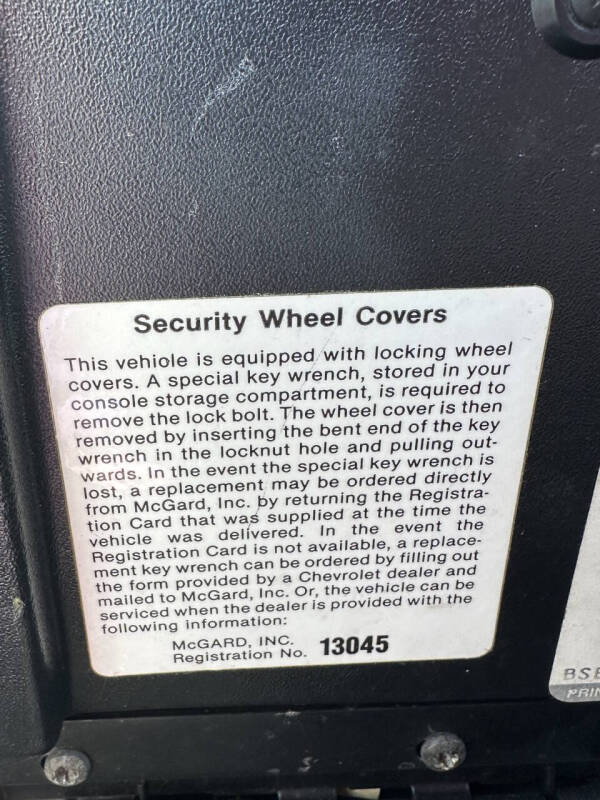 Security Wheel Covers
This vehiole is equipped with locking wheel
covers. A special key wrench, stored in your
console storage compartment, is required to
remove the lock bolt. The wheel cover is then
removed by inserting the bent end of the key
wrench in the locknut hole and pulling out-
wards. In the event the special key wrench is
lost, a replacement may be ordered directly
from McGard, Inc. by returning the Registra-
tion Card that was supplied at the time the
vehicle was delivered. In the event the
Registration Card is not available, a replace-
ment key wrench can be ordered by filling out
the form provided by a Chevrolet dealer and
mailed to McGard, Inc. Or, the vehicle can be
serviced when the dealer is provided with the
following information:
McGARD, INC.
Registration No. 13045